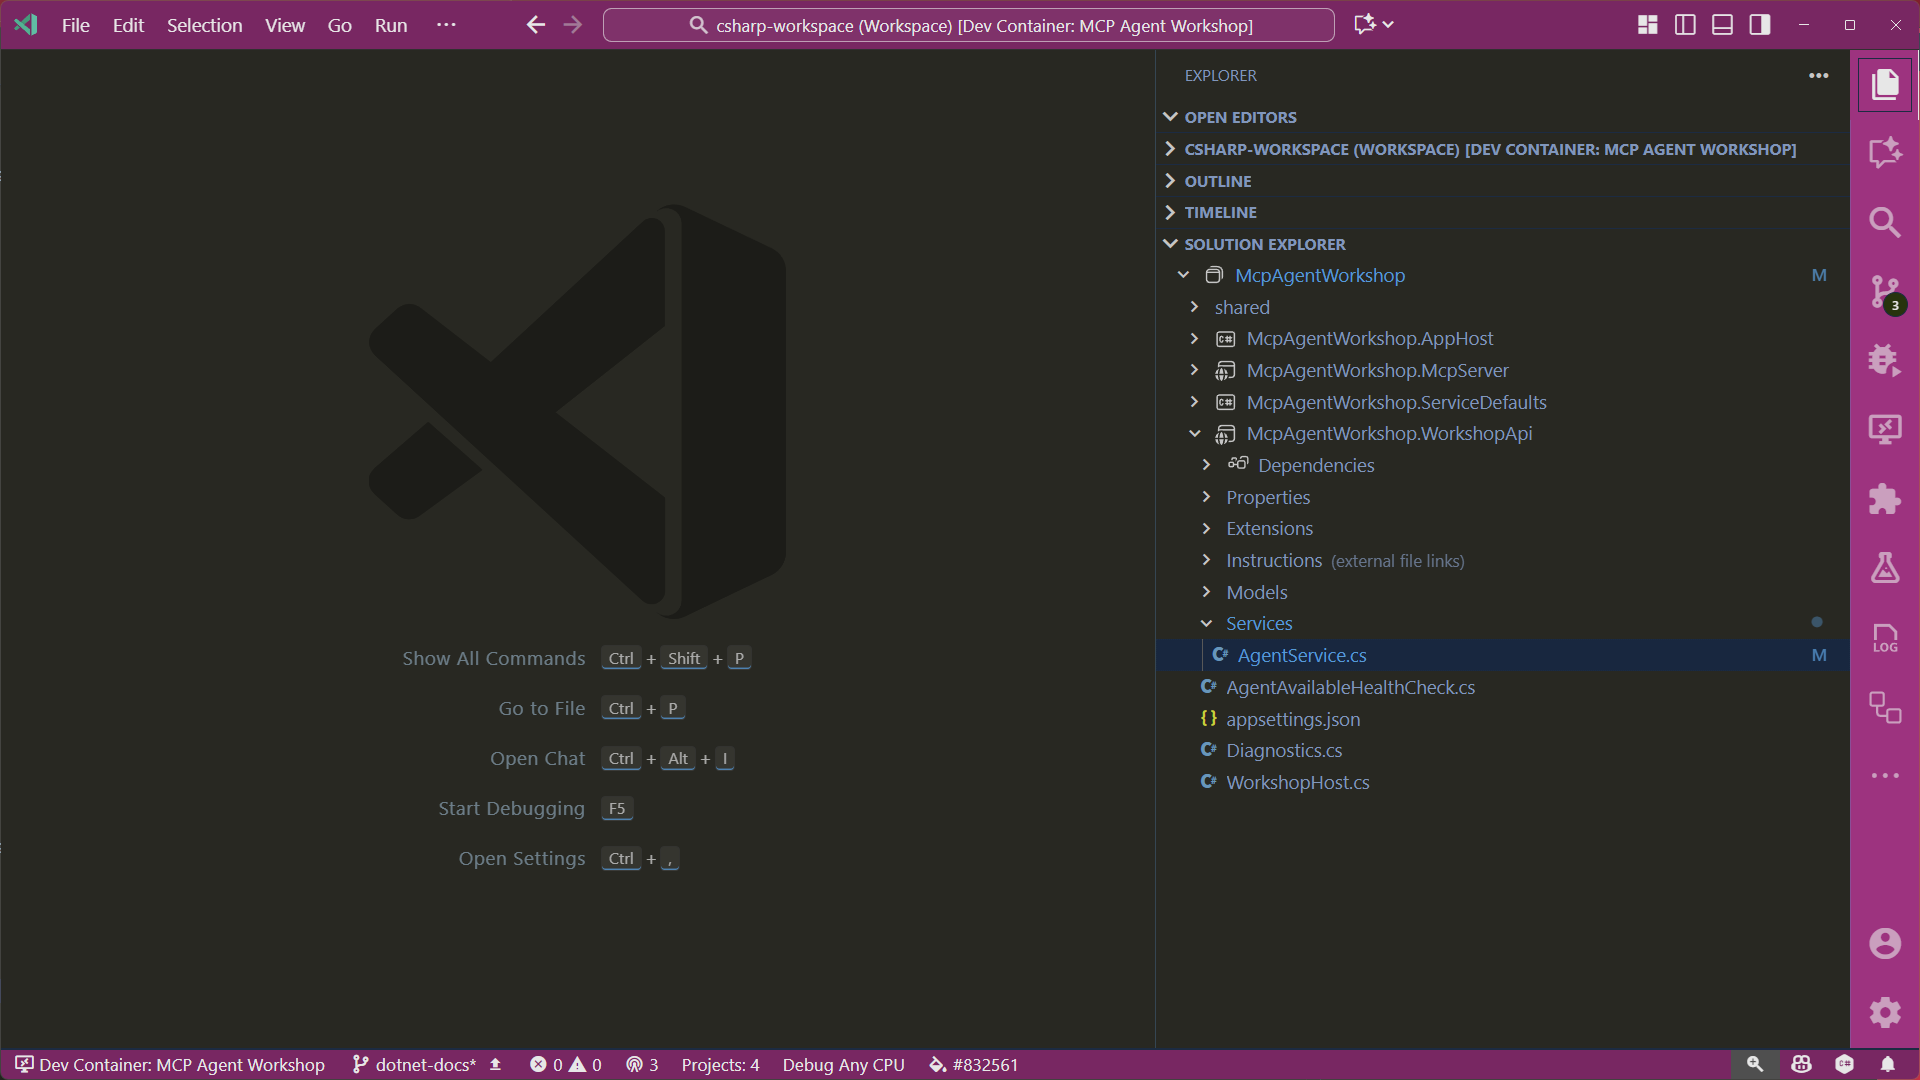 File Edit Selection View Go Run ···
csharp-workspace (Workspace) [Dev Container: MCP Agent Workshop]
EXPLORER
OPEN EDITORS
CSHARP-WORKSPACE (WORKSPACE) [DEV CONTAINER: MCP AGENT WORKSHOP]
OUTLINE
TIMELINE
SOLUTION EXPLORER
McpAgentWorkshop M
shared
McpAgentWorkshop.AppHost
McpAgentWorkshop.McpServer
McpAgentWorkshop.ServiceDefaults
McpAgentWorkshop.WorkshopApi
Dependencies
Properties
Extensions
Instructions (external file links)
Models
Services
C# AgentService.cs M
C# AgentAvailableHealthCheck.cs
{} appsettings.json
C# Diagnostics.cs
C# WorkshopHost.cs
3
LOG
Show All Commands Ctrl + Shift + P
Go to File Ctrl + P
Open Chat Ctrl + Alt + I
Start Debugging F5
Open Settings Ctrl + ,
Dev Container: MCP Agent Workshop dotnet-docs* 0 0 3 Projects: 4 Debug Any CPU #832561